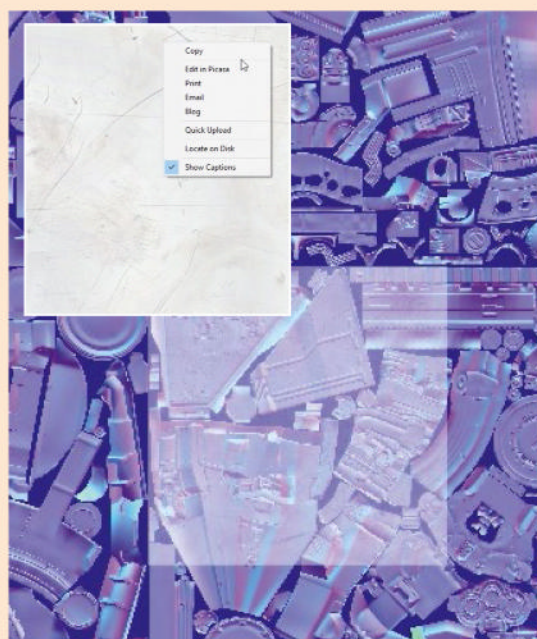 Copy
Edit in Picasa
Print
Email
Blog
Quick Upload
Locate on Disk
Show Captions